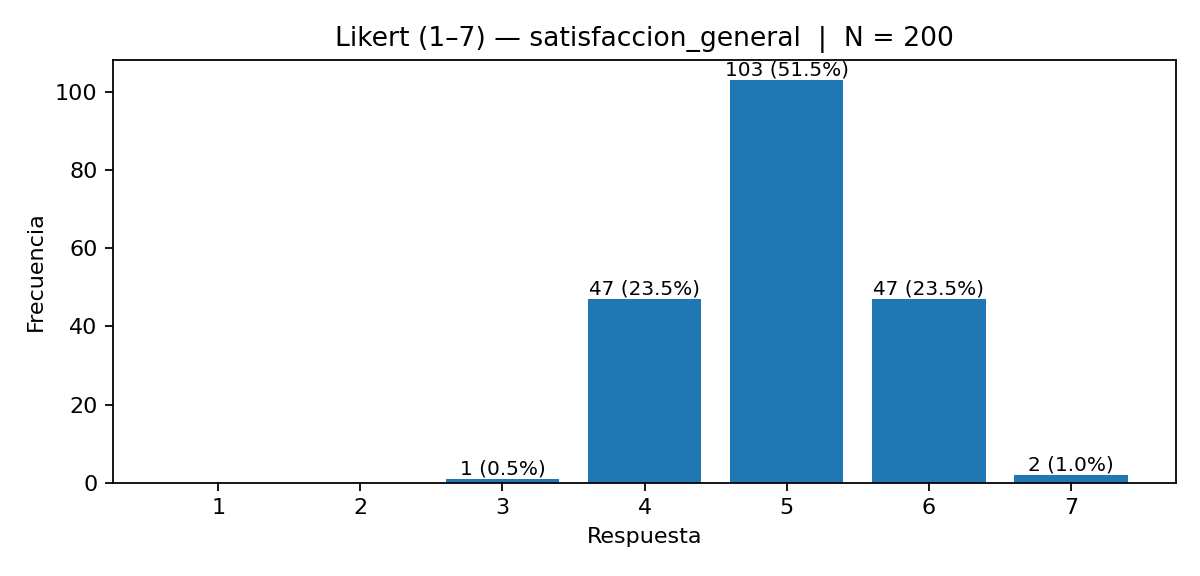 Likert (1–7) — satisfaccion_general | N = 200
103 (51.5%)
100
80
60
47 (23.5%)
47 (23.5%)
40
20
1 (0.5%)
2 (1.0%)
0
1 2 3 4 5 6 7
Frecuencia
Respuesta